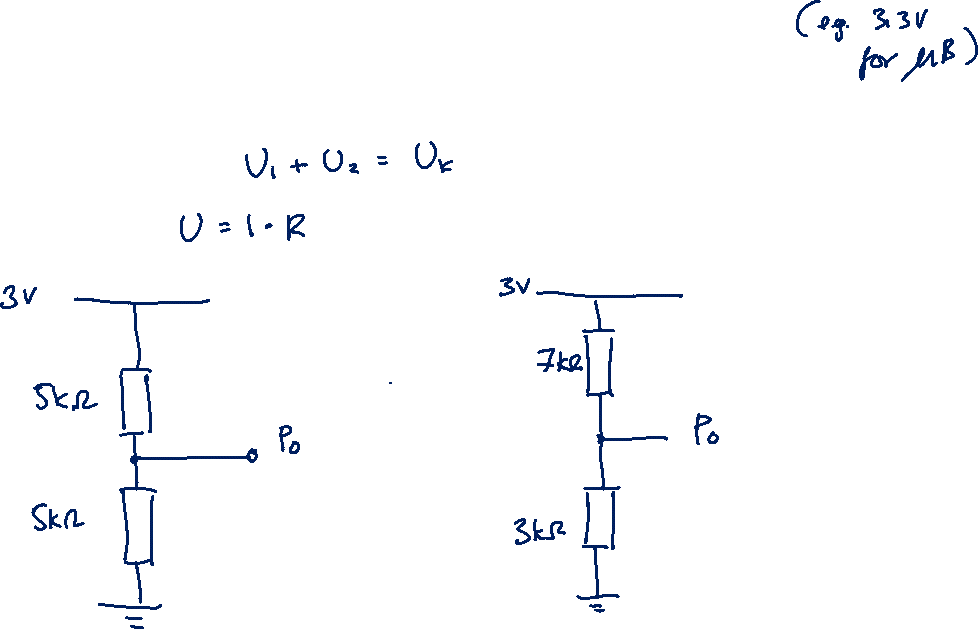 (eg. 3.3V
for µB)
U₁ + U₂ = Uₖ
U = I · R
3V
5kΩ
P₀
5kΩ
3V
7kΩ
P₀
3kΩ